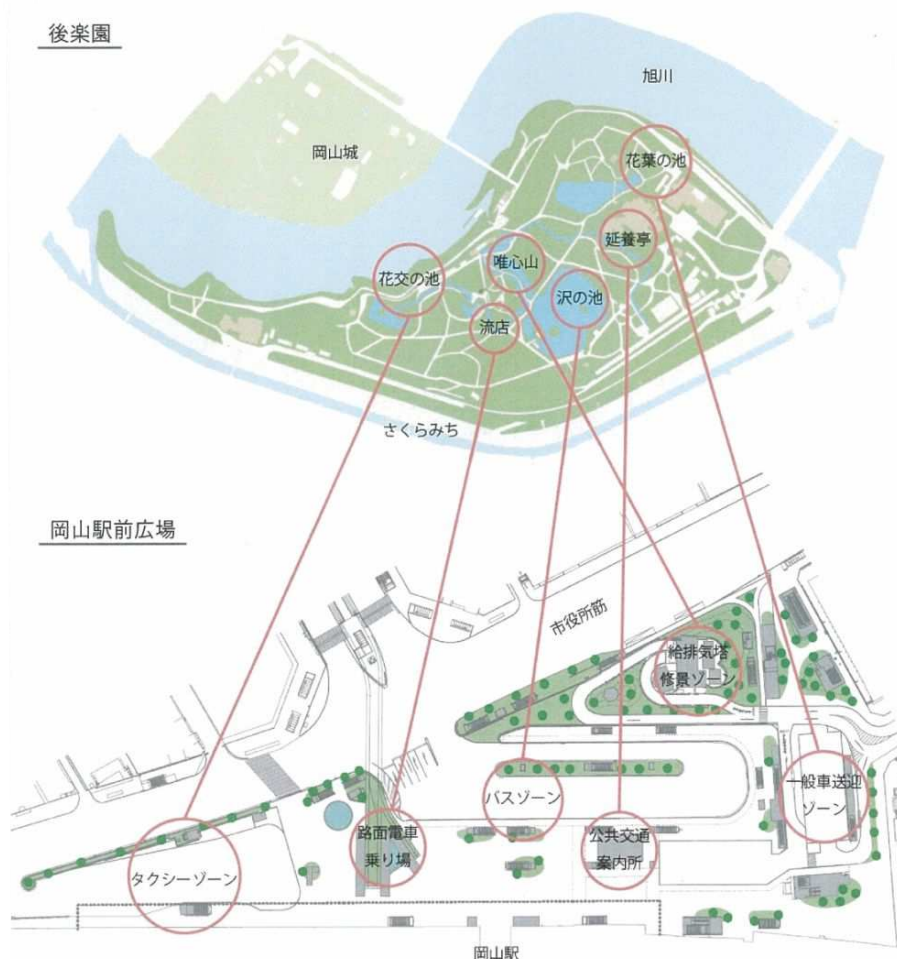 後楽園
旭川
岡山城
花葉の池
延養亭
唯心山
花交の池
沢の池
流店
さくらみち
岡山駅前広場
市役所筋
給排気塔
修景ゾーン
バスゾーン
一般車送迎
ゾーン
路面電車
乗り場
公共交通
案内所
タクシーゾーン
岡山駅